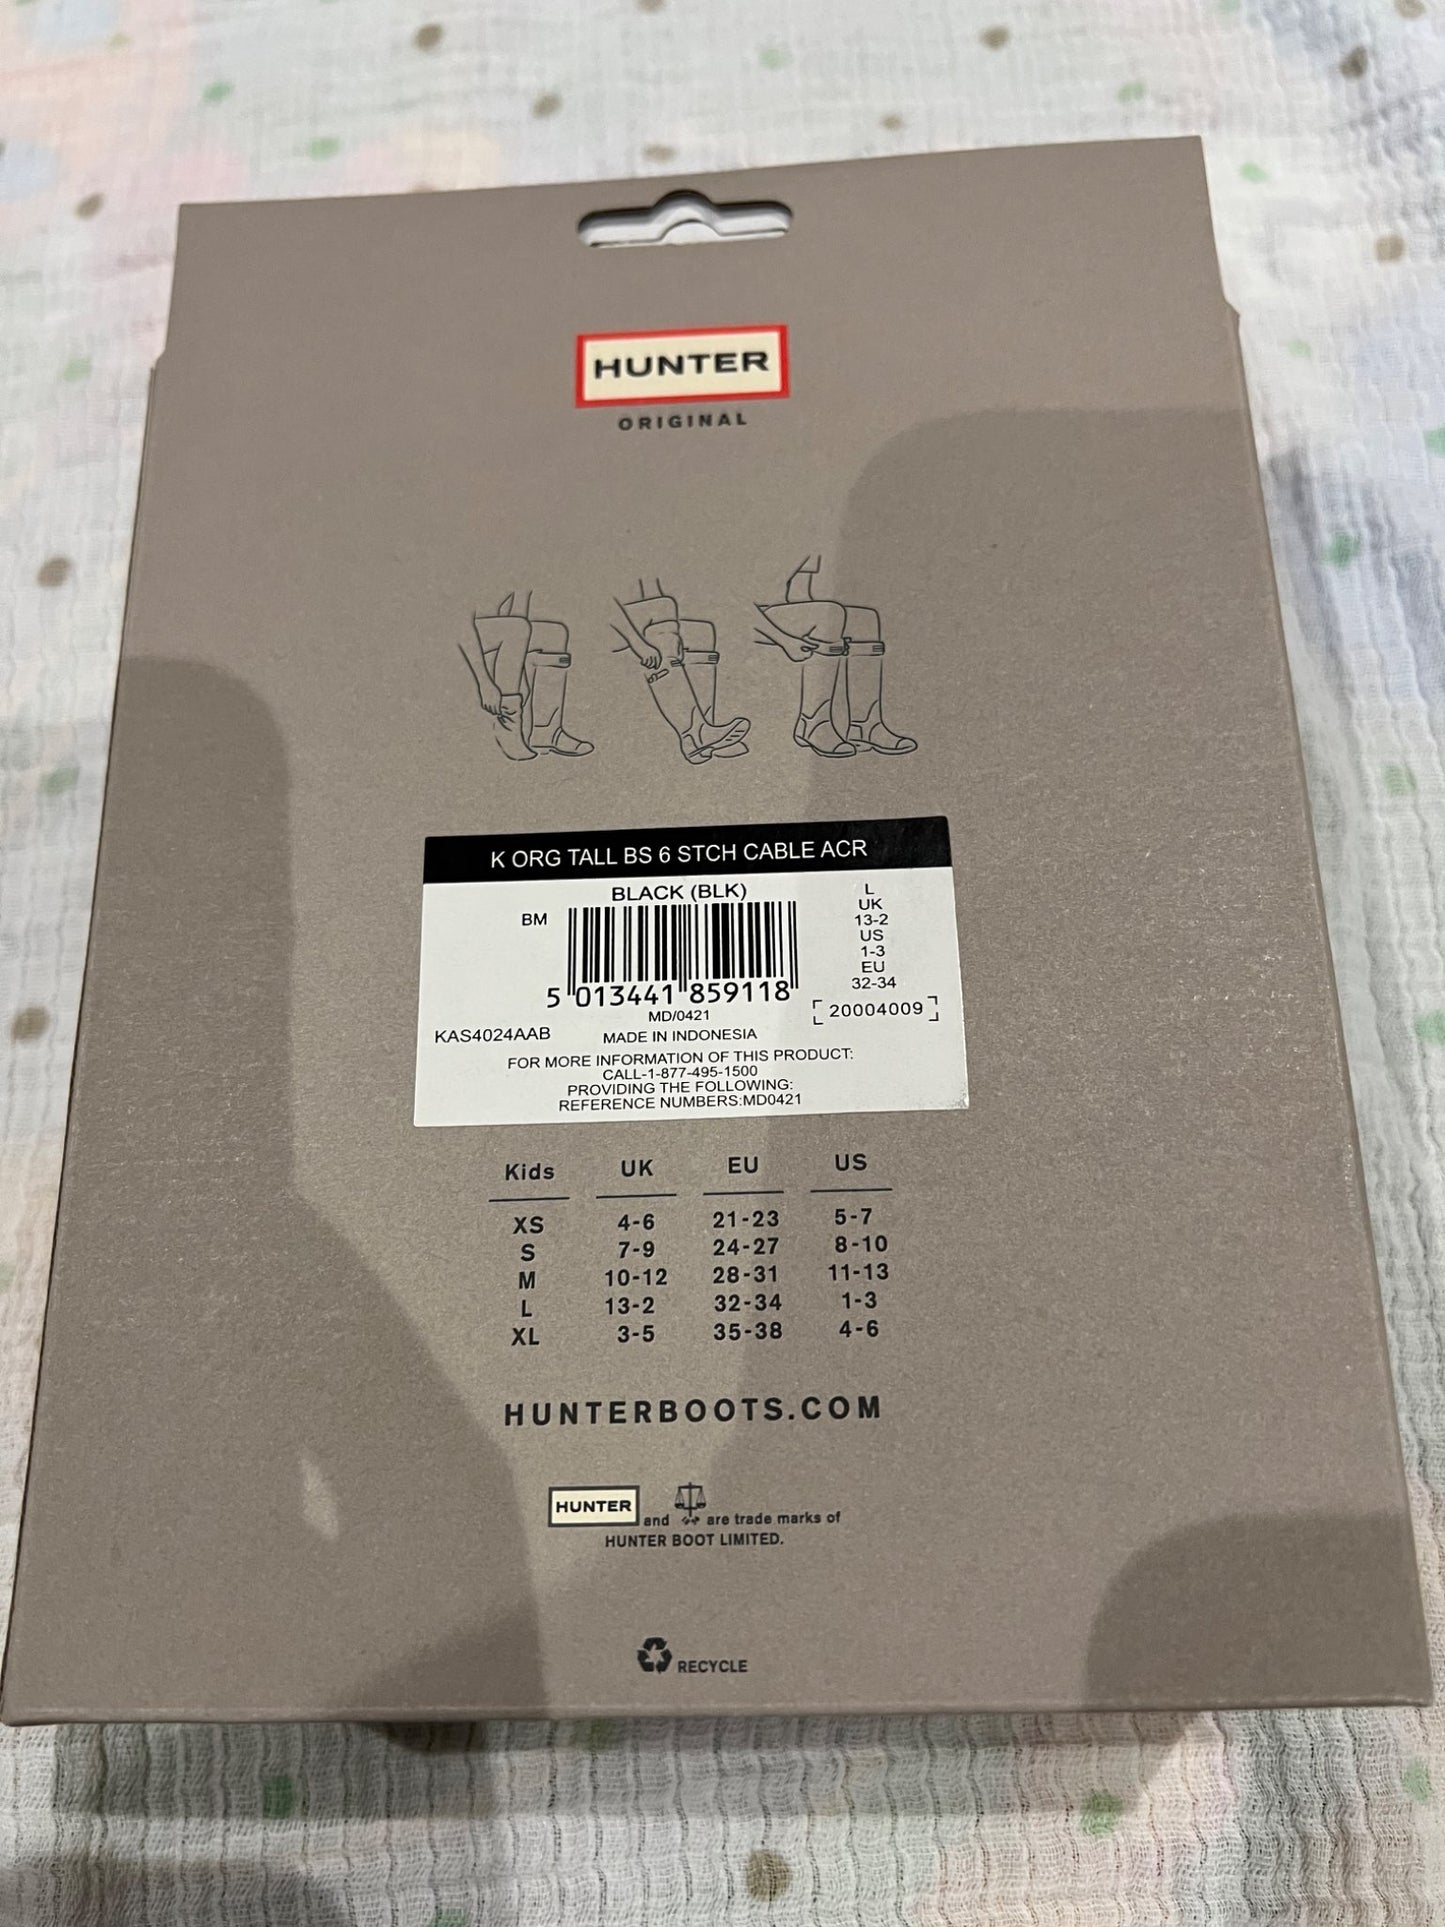 HUNTER
ORIGINAL
K ORG TALL BS 6 STCH CABLE ACR
BLACK (BLK)
BM
5 013441 859118
MD/0421
L
UK
13-2
US
1-3
EU
32-34
20004009
KAS4024AAB
MADE IN INDONESIA
FOR MORE INFORMATION OF THIS PRODUCT:
CALL-1-877-495-1500
PROVIDING THE FOLLOWING:
REFERENCE NUMBERS:MD0421
Kids UK EU US
XS 4-6 21-23 5-7
S 7-9 24-27 8-10
M 10-12 28-31 11-13
L 13-2 32-34 1-3
XL 3-5 35-38 4-6
HUNTERBOOTS.COM
HUNTER and are trade marks of
HUNTER BOOT LIMITED.
RECYCLE